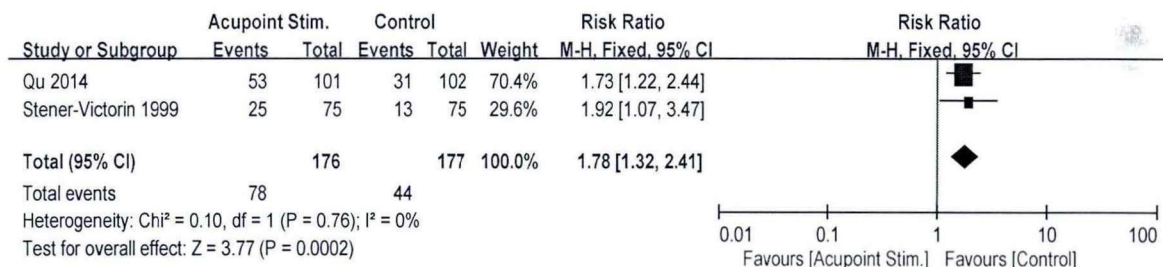 Acupoint Stim. Control Risk Ratio Risk Ratio
Study or Subgroup Events Total Events Total Weight M-H, Fixed, 95% CI M-H, Fixed, 95% CI
Qu 2014 53 101 31 102 70.4% 1.73 [1.22, 2.44]
Stener-Victorin 1999 25 75 13 75 29.6% 1.92 [1.07, 3.47]
Total (95% CI) 176 177 100.0% 1.78 [1.32, 2.41]
Total events 78 44
Heterogeneity: Chi² = 0.10, df = 1 (P = 0.76); I² = 0%
Test for overall effect: Z = 3.77 (P = 0.0002)
0.01 0.1 1 10 100
Favours [Acupoint Stim.] Favours [Control]